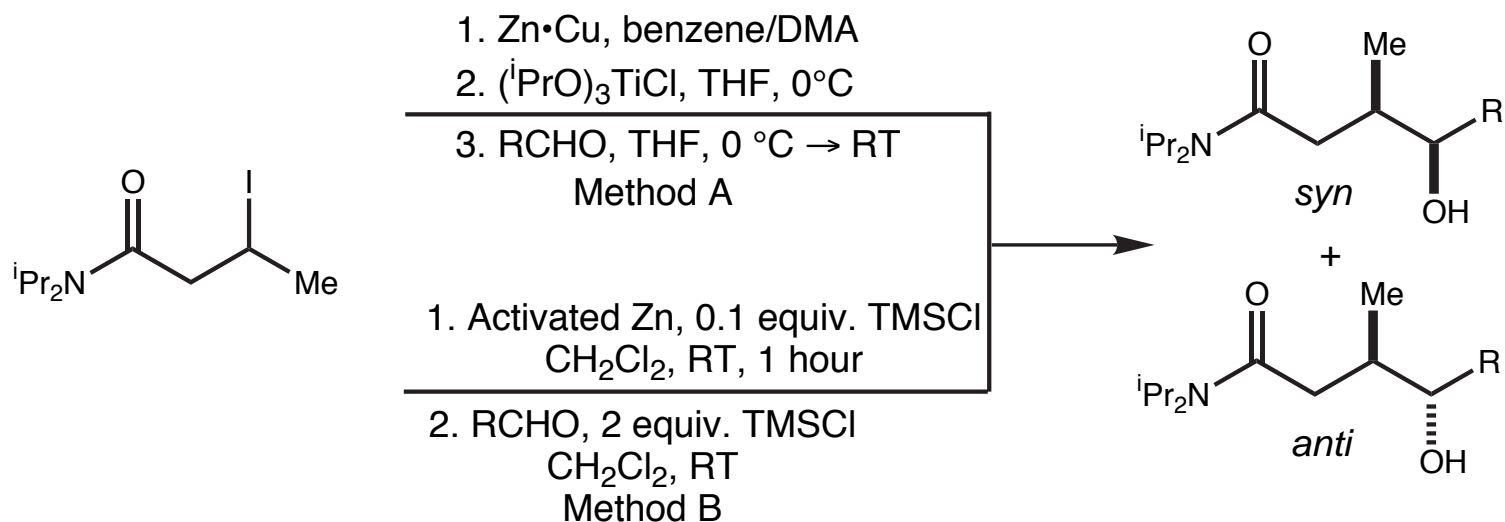 1. Zn•Cu, benzene/DMA
2. (iPrO)3TiCl, THF, 0°C
3. RCHO, THF, 0 °C → RT
Method A
O
I
iPr2N
Me
1. Activated Zn, 0.1 equiv. TMSCl
CH2Cl2, RT, 1 hour
2. RCHO, 2 equiv. TMSCl
CH2Cl2, RT
Method B
O
Me
R
iPr2N
syn
OH
+
O
Me
R
iPr2N
anti
OH